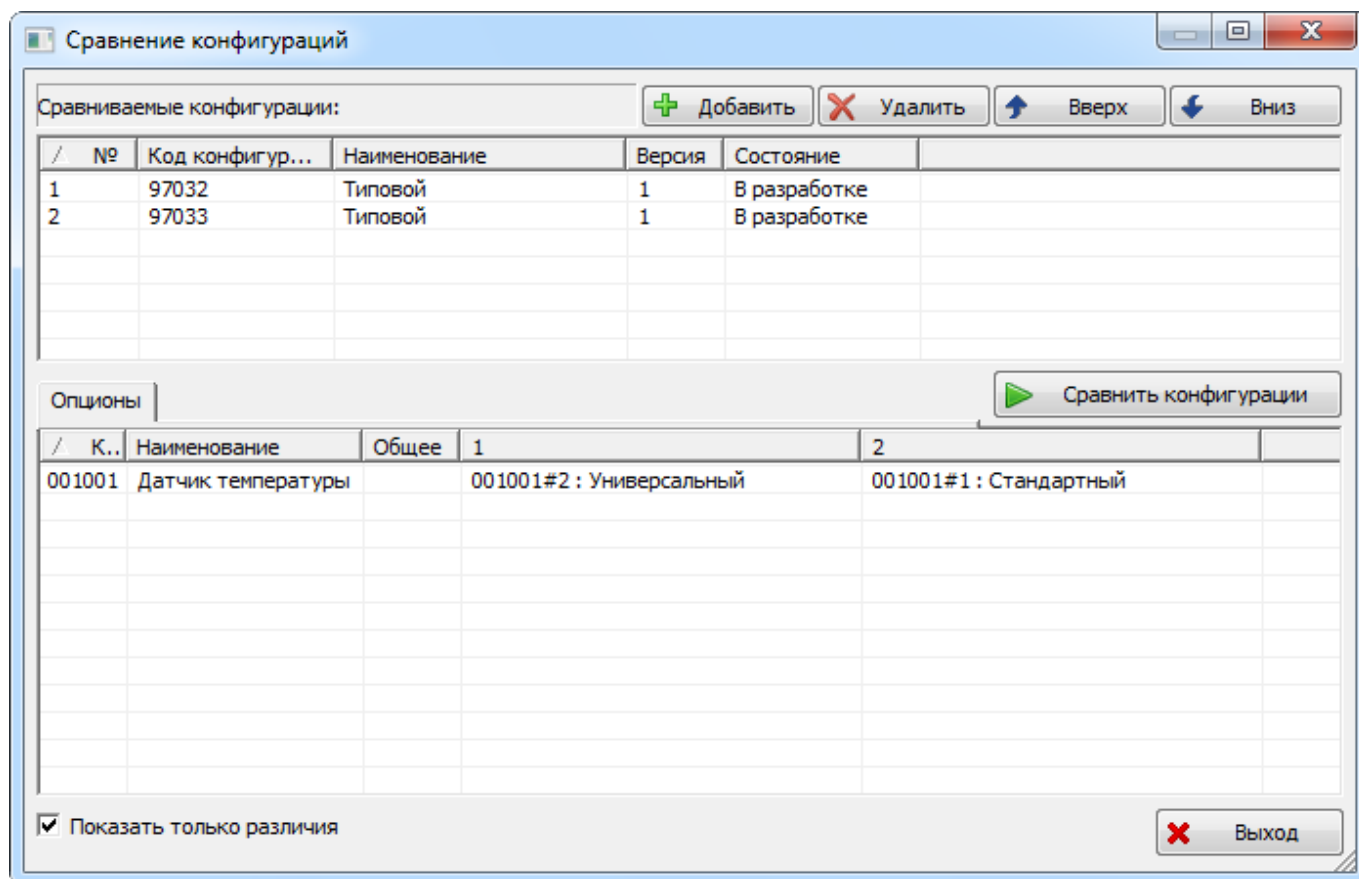 Сравнение конфигураций
Сравниваемые конфигурации: Добавить Удалить Вверх Вниз
№ Код конфигур... Наименование Версия Состояние
1 97032 Типовой 1 В разработке
2 97033 Типовой 1 В разработке
Опционы Сравнить конфигурации
К.. Наименование Общее 1 2
001001 Датчик температуры 001001#2 : Универсальный 001001#1 : Стандартный
Показать только различия Выход